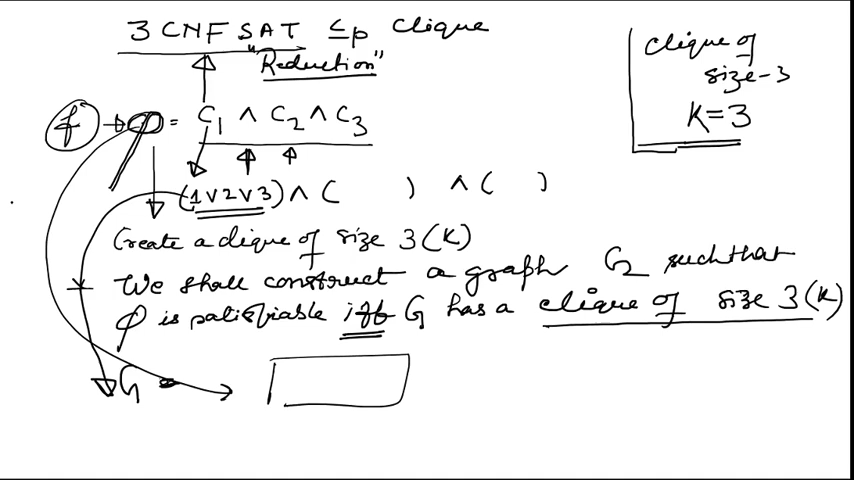 3 CNF SAT ≤p clique
"Reduction"
clique of
size-3
K=3
f → φ = C1 ∧ C2 ∧ C3
(1∨2∨3) ∧ ( ) ∧ ( )
Create a clique of size 3(K)
We shall construct a graph G such that
φ is satisfiable iff G has a clique of size 3(K)
G